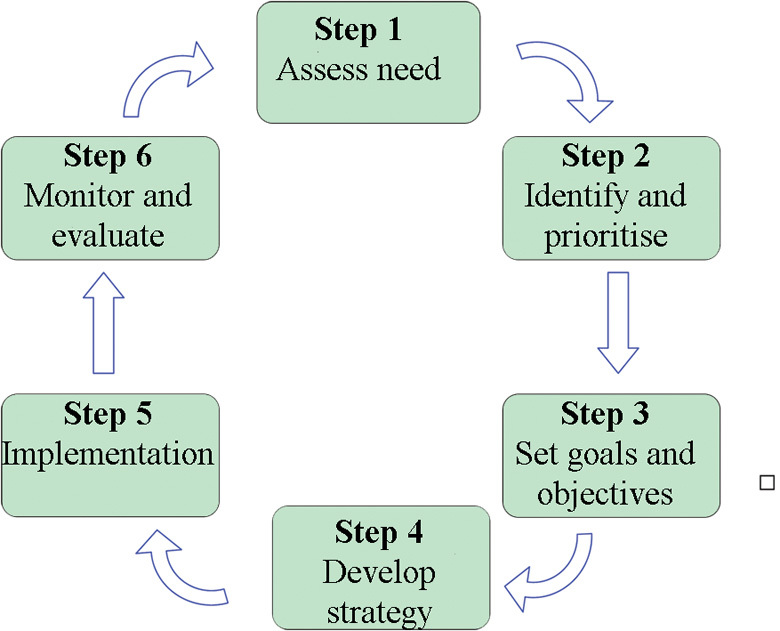 Step 1
Assess need
Step 2
Identify and
prioritise
Step 3
Set goals and
objectives
Step 4
Develop
strategy
Step 5
Implementation
Step 6
Monitor and
evaluate